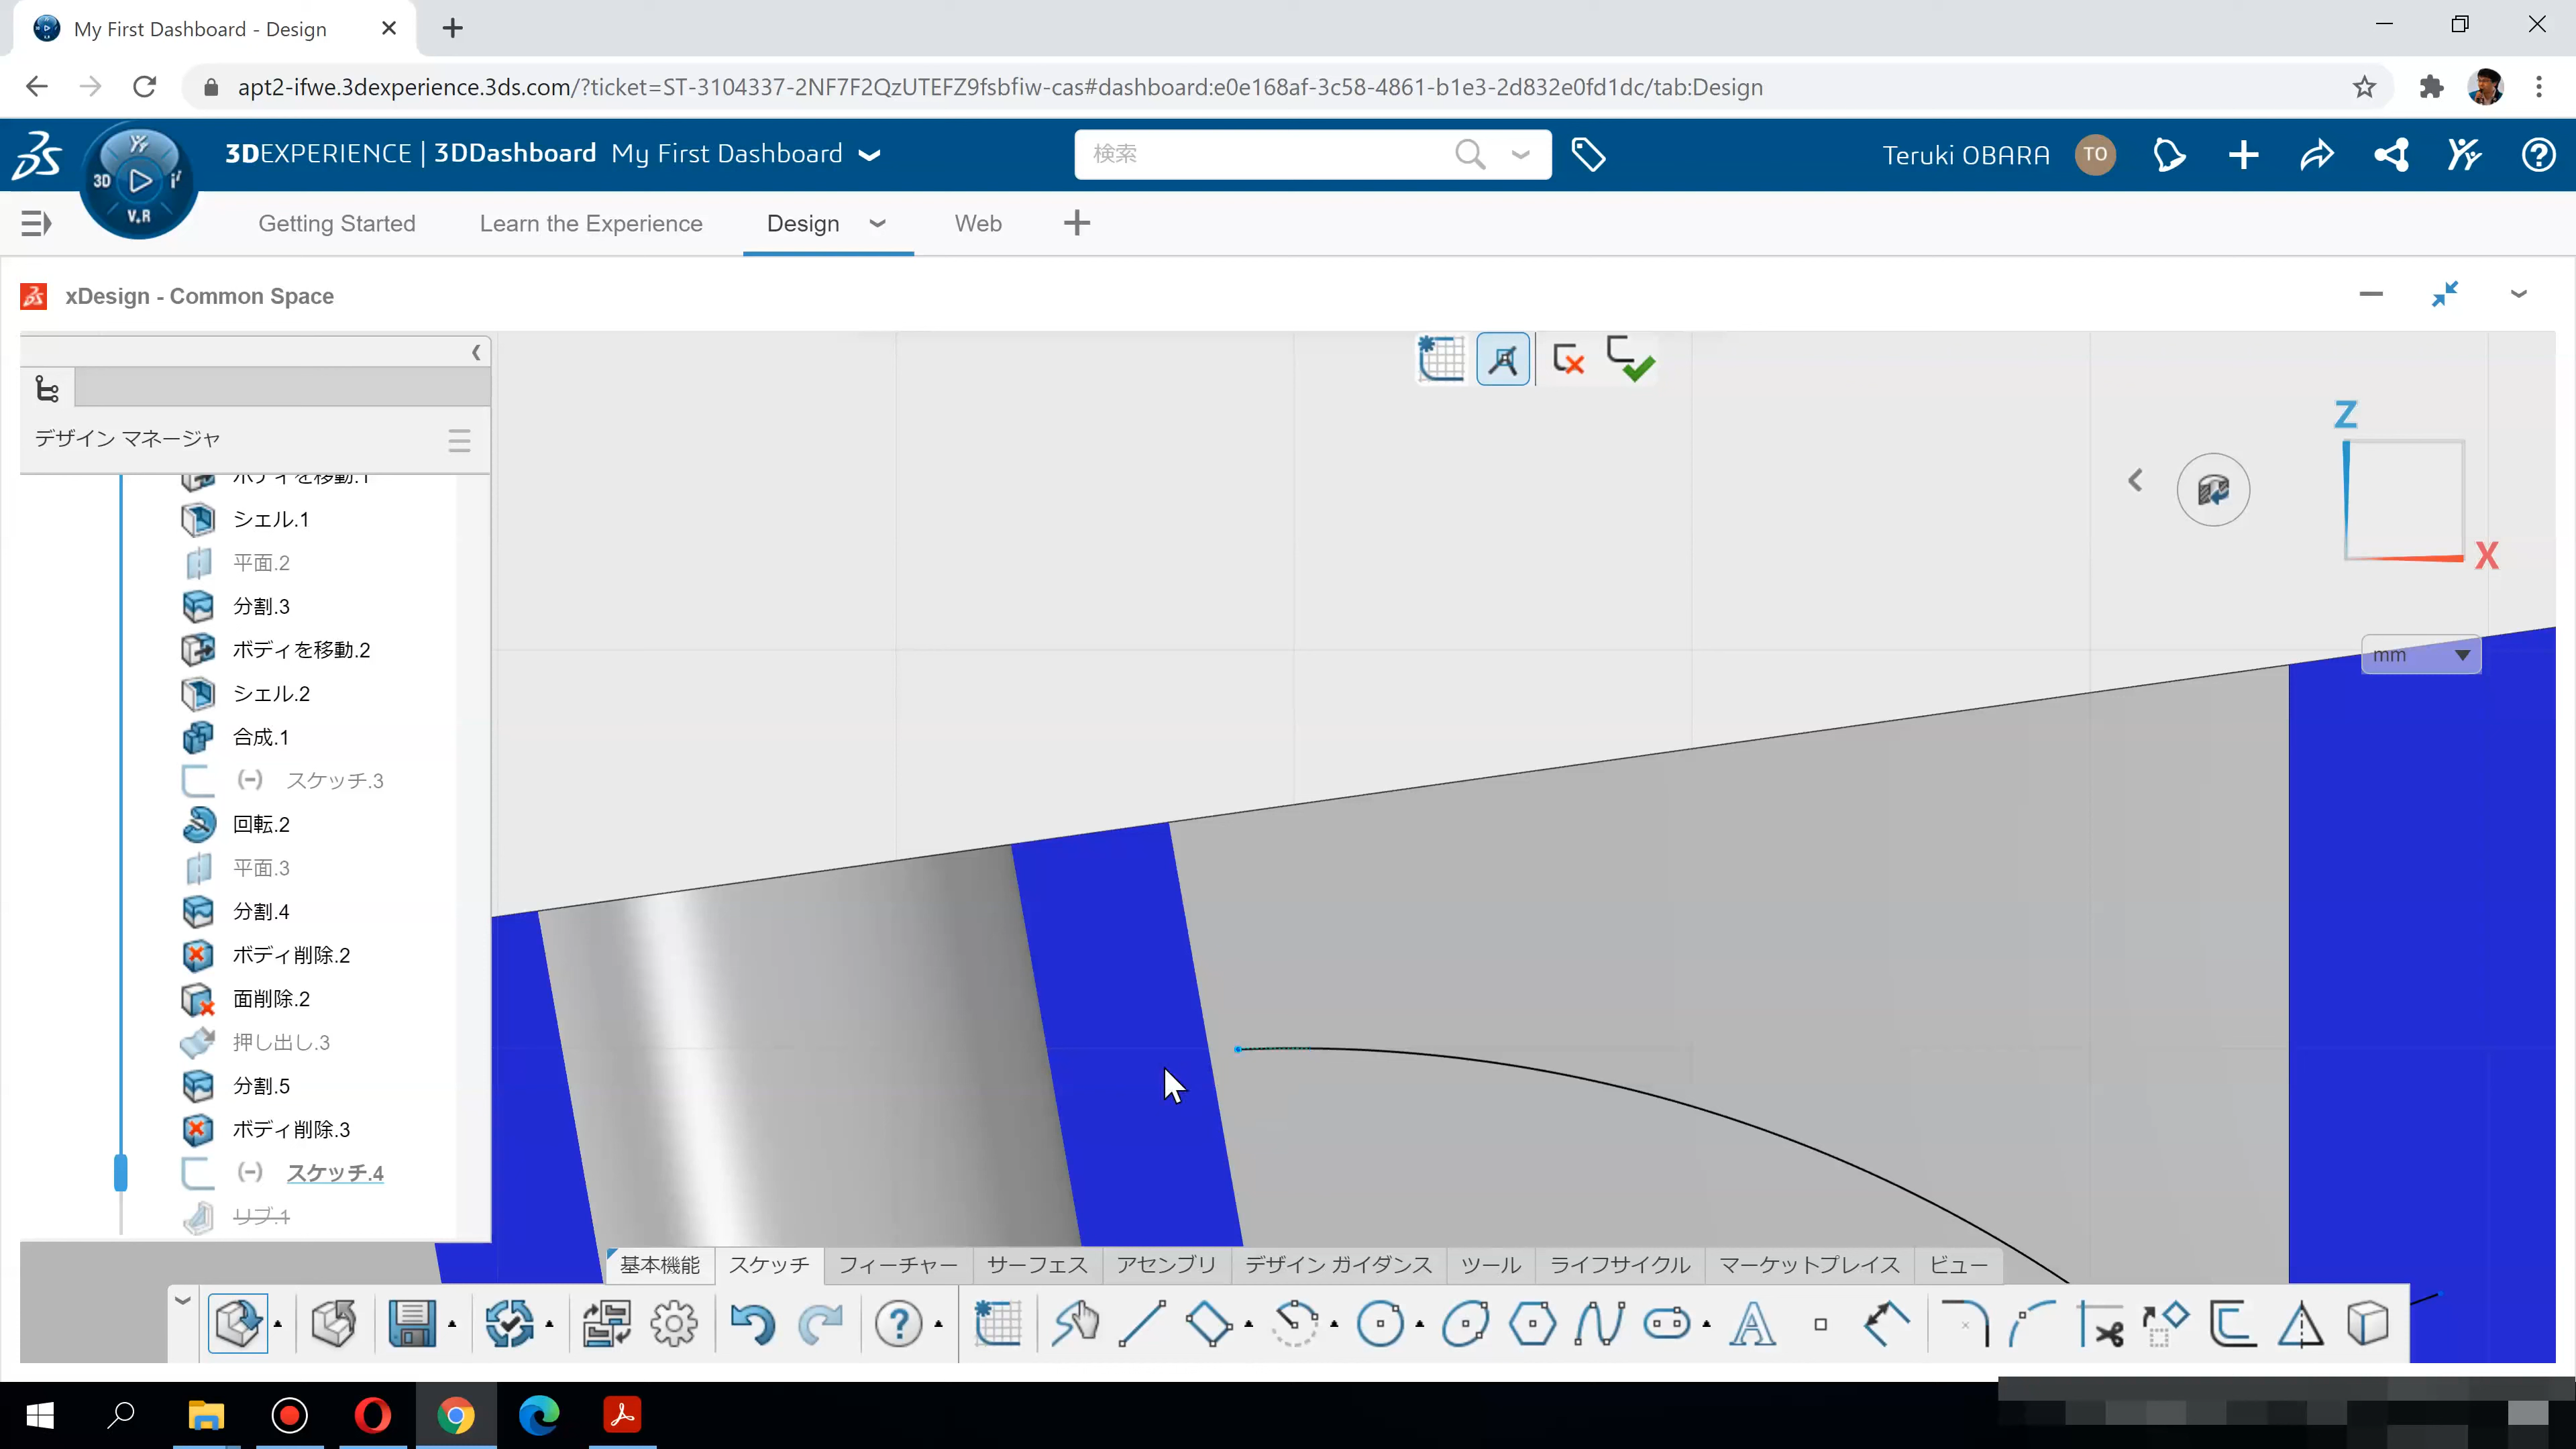 My First Dashboard - Design
apt2-ifwe.3dexperience.3ds.com/?ticket=ST-3104337-2NF7F2QzUTEFZ9fsbfiw-cas#dashboard:e0e168af-3c58-4861-b1e3-2d832e0fd1dc/tab:Design
3DEXPERIENCE | 3DDashboard My First Dashboard
検索
Teruki OBARA TO
3D V.R
Getting Started Learn the Experience Design Web
xDesign - Common Space
デザイン マネージャ
ボディを移動.1
シェル.1
平面.2
分割.3
ボディを移動.2
シェル.2
合成.1
(-) スケッチ.3
回転.2
平面.3
分割.4
ボディ削除.2
面削除.2
押し出し.3
分割.5
ボディ削除.3
(-) スケッチ.4
リブ.1
Z
X
mm
基本機能 スケッチ フィーチャー サーフェス アセンブリ デザイン ガイダンス ツール ライフサイクル マーケットプレイス ビュー